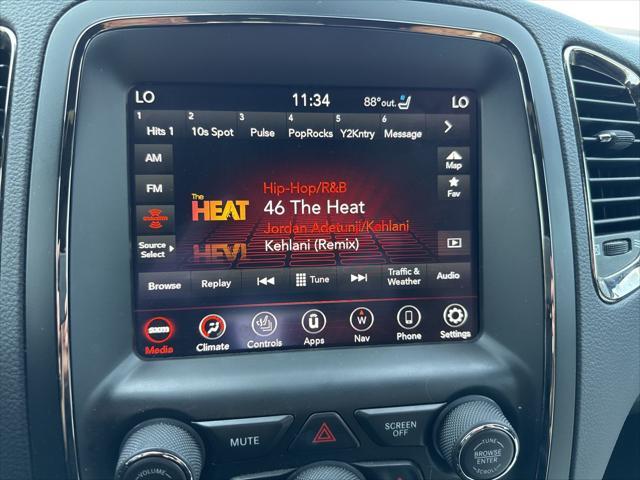 LO 11:34 88°out. LO
1 2 3 4 5 6
Hits 1 10s Spot Pulse PopRocks Y2Kntry Message
AM
FM
Source
Select
The
HEAT
Hip-Hop/R&B
46 The Heat
Jordan Adetunji/Kehlani
Kehlani (Remix)
Map
Fav
Browse Replay Tune Traffic &
Weather Audio
sxm
Media Climate Controls Apps Nav Phone Settings
W
MUTE
SCREEN
OFF
VOLUME
TUNE
BROWSE
ENTER
SCROLL